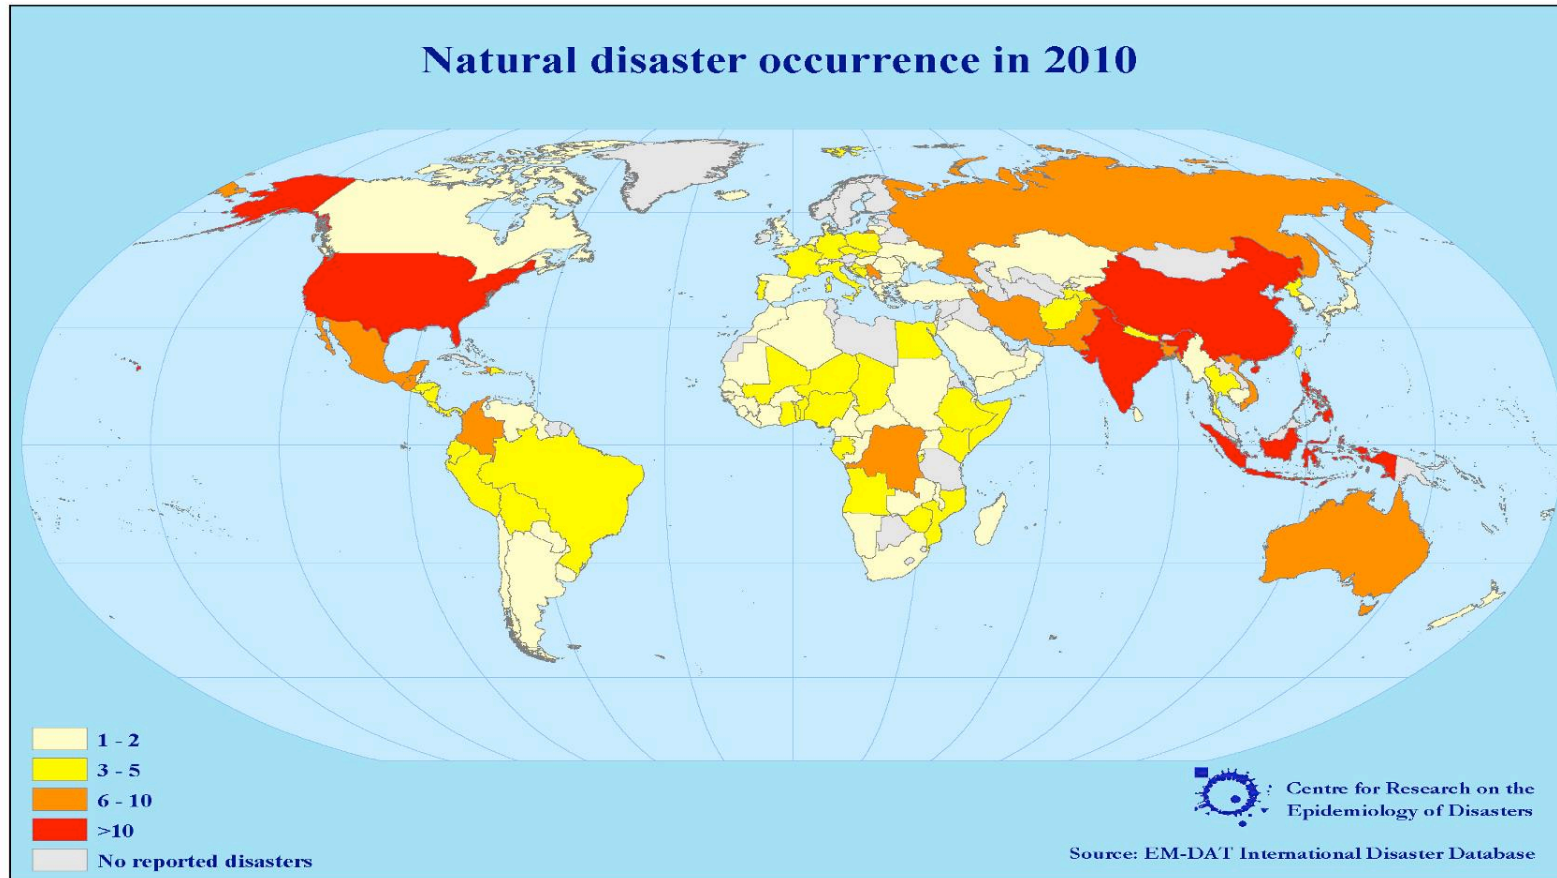 Natural disaster occurrence in 2010
1 - 2
3 - 5
6 - 10
>10
No reported disasters
Centre for Research on the
Epidemiology of Disasters
Source: EM-DAT International Disaster Database